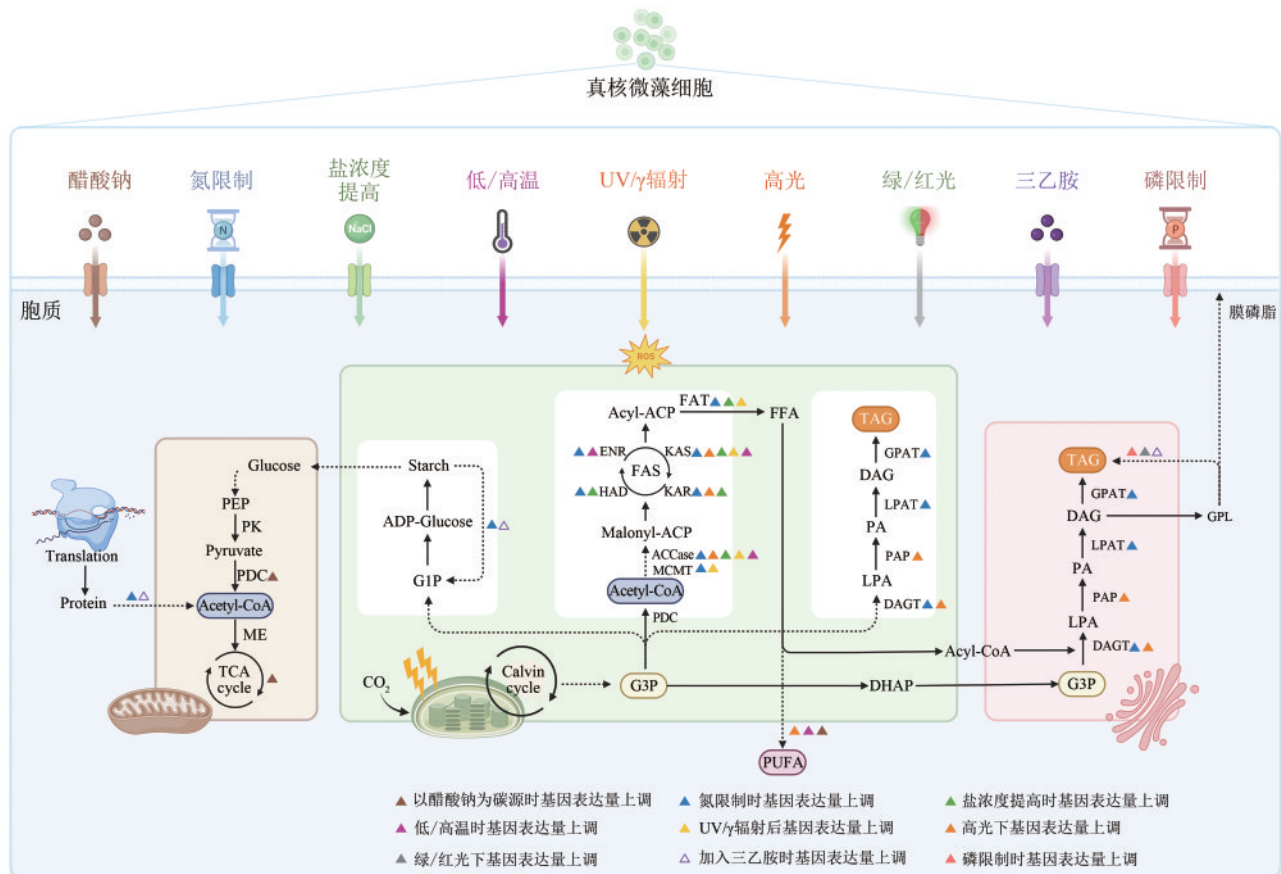 真核微藻细胞
醋酸钠
氮限制
盐浓度
提高
低/高温
UV/γ辐射
高光
绿/红光
三乙胺
磷限制
N
NaCl
P
胞质
膜磷脂
ROS
Translation
Protein
Glucose
PEP
PK
Pyruvate
PDC
Acetyl-CoA
ME
TCA
cycle
Starch
ADP-Glucose
G1P
CO2
Calvin
cycle
Acyl-ACP
FAT
FFA
ENR
KAS
FAS
HAD
KAR
Malonyl-ACP
ACCase
MCMT
Acetyl-CoA
PDC
G3P
TAG
GPAT
DAG
LPAT
PA
PAP
LPA
DAGT
Acyl-CoA
DHAP
PUFA
TAG
GPAT
DAG
GPL
LPAT
PA
PAP
LPA
DAGT
G3P
以醋酸钠为碳源时基因表达量上调
氮限制时基因表达量上调
盐浓度提高时基因表达量上调
低/高温时基因表达量上调
UV/γ辐射后基因表达量上调
高光下基因表达量上调
绿/红光下基因表达量上调
加入三乙胺时基因表达量上调
磷限制时基因表达量上调